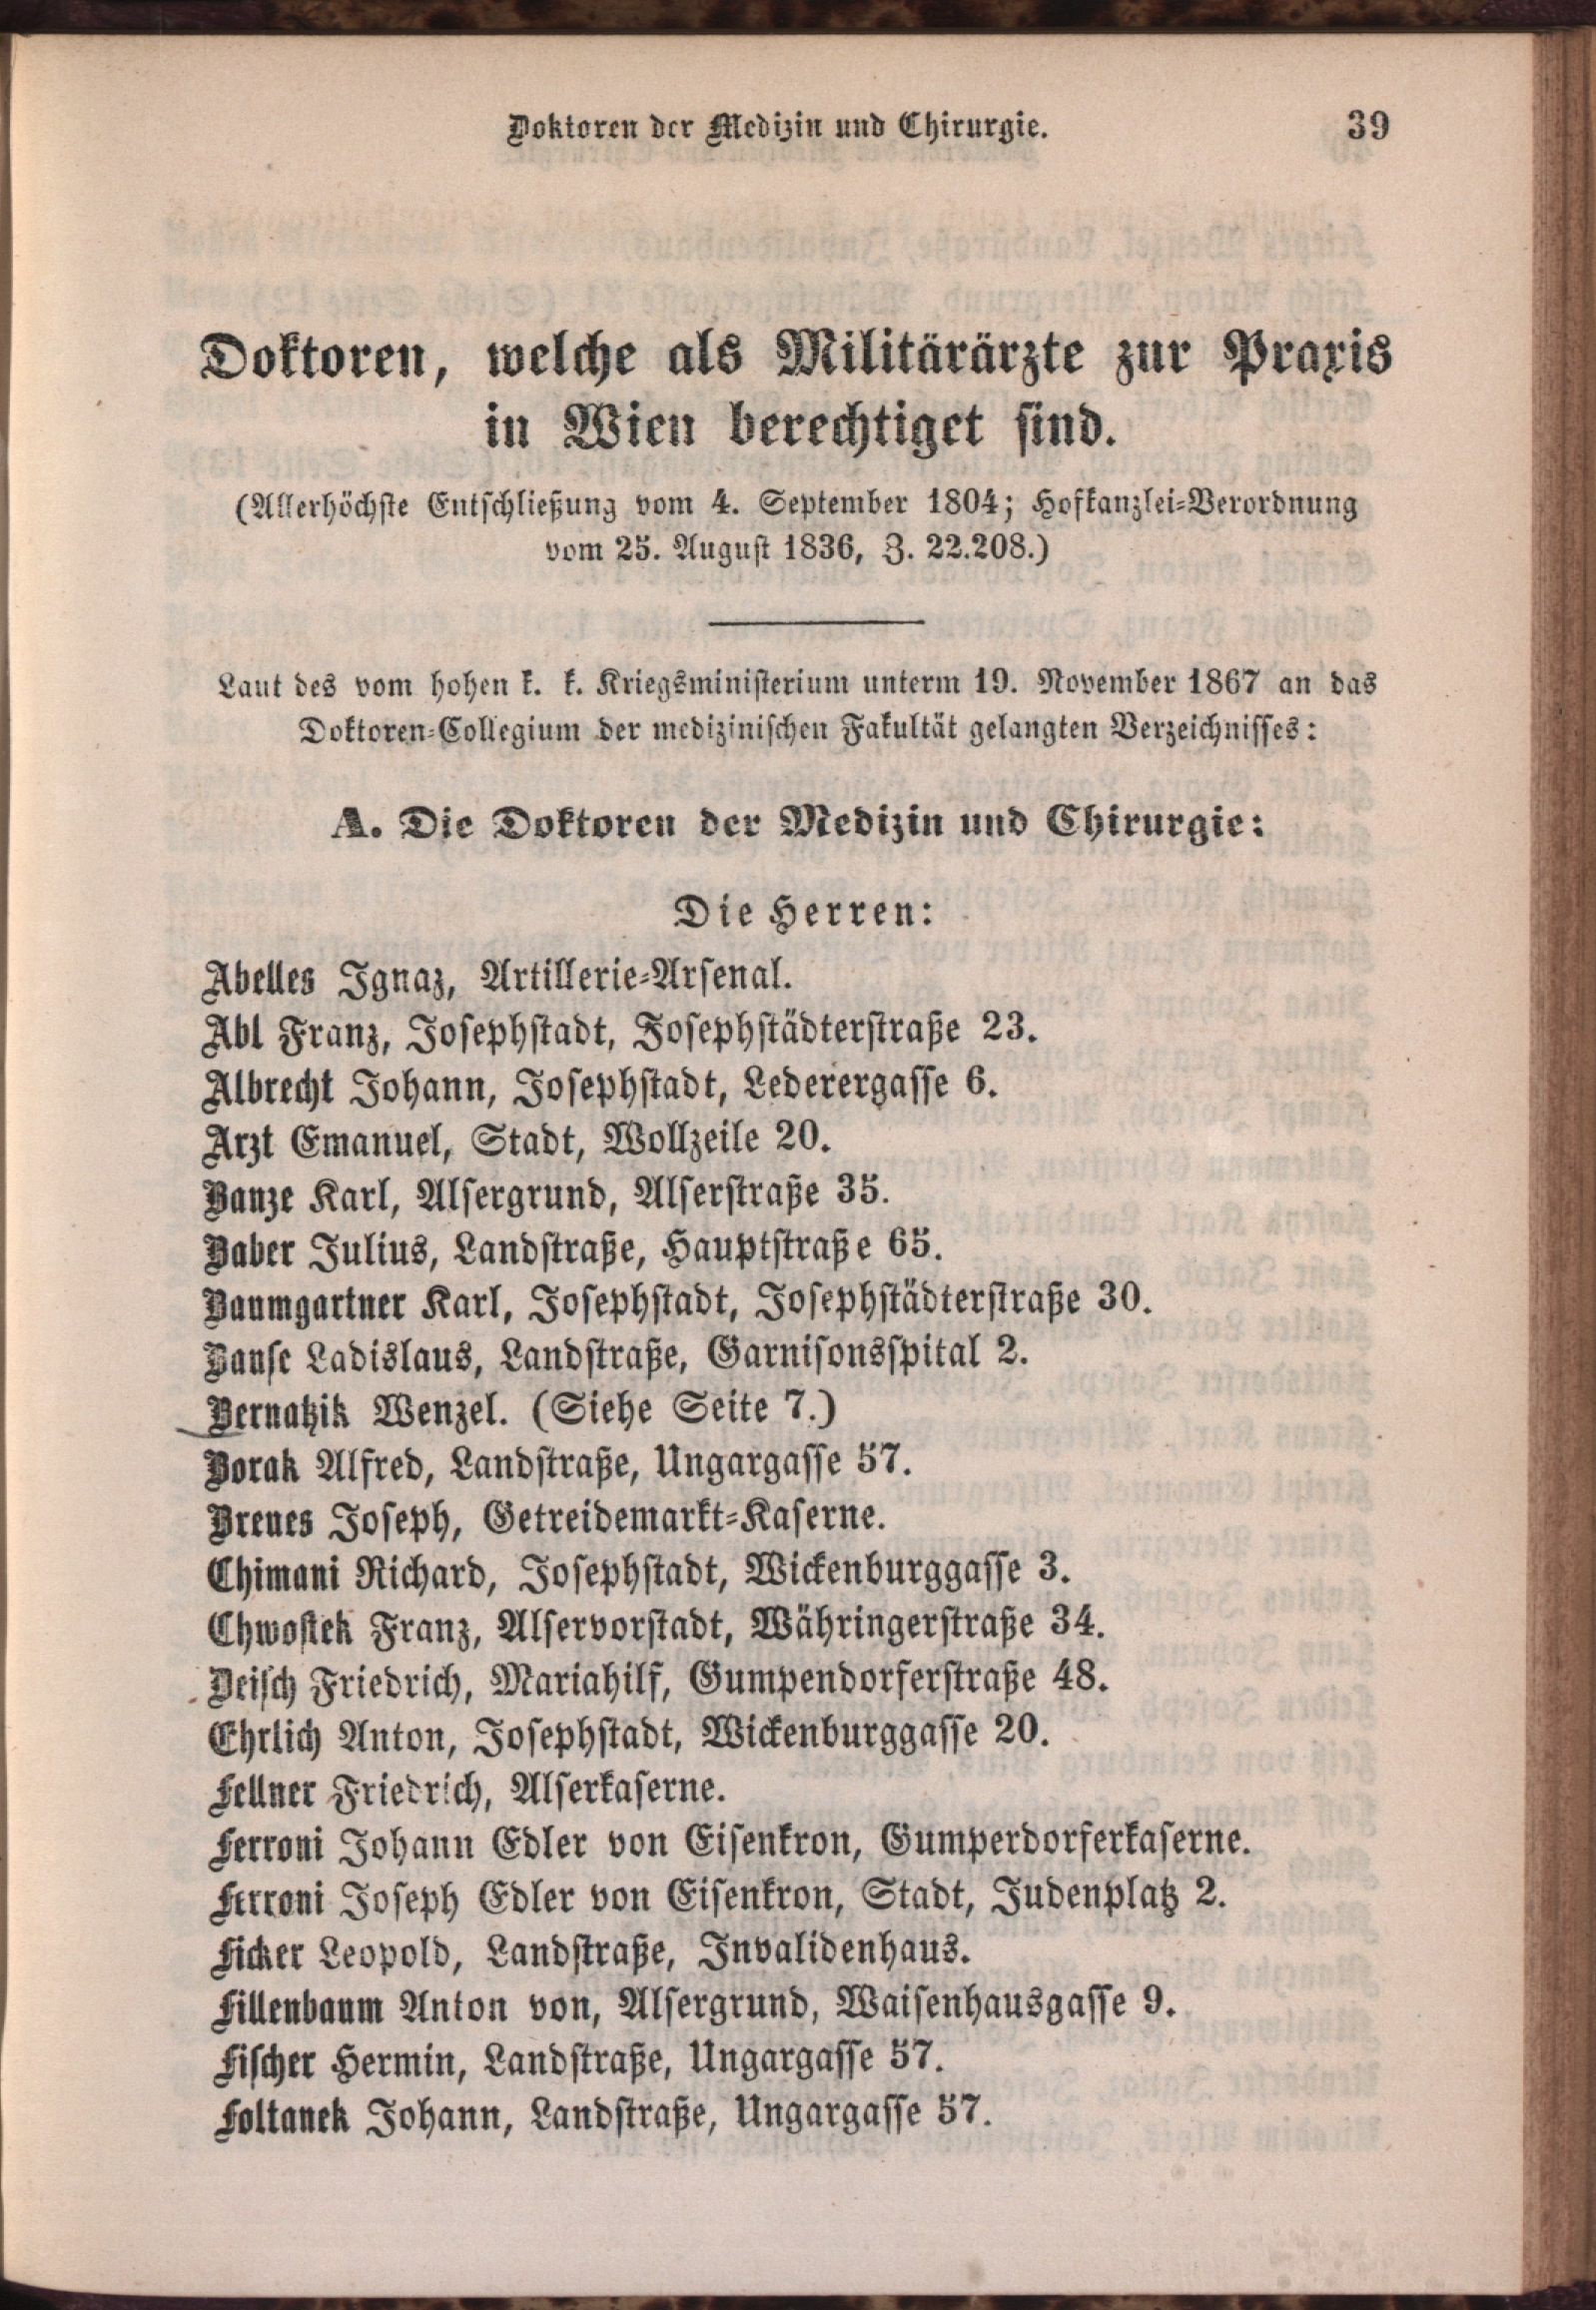 Doktoren der Medizin und Chirurgie. 39
Doktoren, welche als Militärärzte zur Praxis
in Wien berechtiget sind.
(Allerhöchste Entschließung vom 4. September 1804; Hofkanzlei-Verordnung
vom 25. August 1836, Z. 22.208.)
Laut des vom hohen k. k. Kriegsministerium unterm 19. November 1867 an das
Doktoren-Collegium der medizinischen Fakultät gelangten Verzeichnisses:
A. Die Doktoren der Medizin und Chirurgie:
Die Herren:
Abelles Ignaz, Artillerie-Arsenal.
Abl Franz, Josephstadt, Josephstädterstraße 23.
Albrecht Johann, Josephstadt, Lederergasse 6.
Arzt Emanuel, Stadt, Wollzeile 20.
Banze Karl, Alsergrund, Alserstraße 35.
Baber Julius, Landstraße, Hauptstraße 65.
Baumgartner Karl, Josephstadt, Josephstädterstraße 30.
Banse Ladislaus, Landstraße, Garnisonsspital 2.
Bernatzik Wenzel. (Siehe Seite 7.)
Borak Alfred, Landstraße, Ungargasse 57.
Breues Joseph, Getreidemarkt-Kaserne.
Chimani Richard, Josephstadt, Wickenburggasse 3.
Chwostek Franz, Alservorstadt, Währingerstraße 34.
Deisch Friedrich, Mariahilf, Gumpendorferstraße 48.
Ehrlich Anton, Josephstadt, Wickenburggasse 20.
Fellner Friedrich, Alserkaserne.
Ferroni Johann Edler von Eisenkron, Gumperdorferkaserne.
Ferroni Joseph Edler von Eisenkron, Stadt, Judenplatz 2.
Ficker Leopold, Landstraße, Invalidenhaus.
Fillenbaum Anton von, Alsergrund, Waisenhausgasse 9.
Fischer Hermin, Landstraße, Ungargasse 57.
Foltanek Johann, Landstraße, Ungargasse 57.